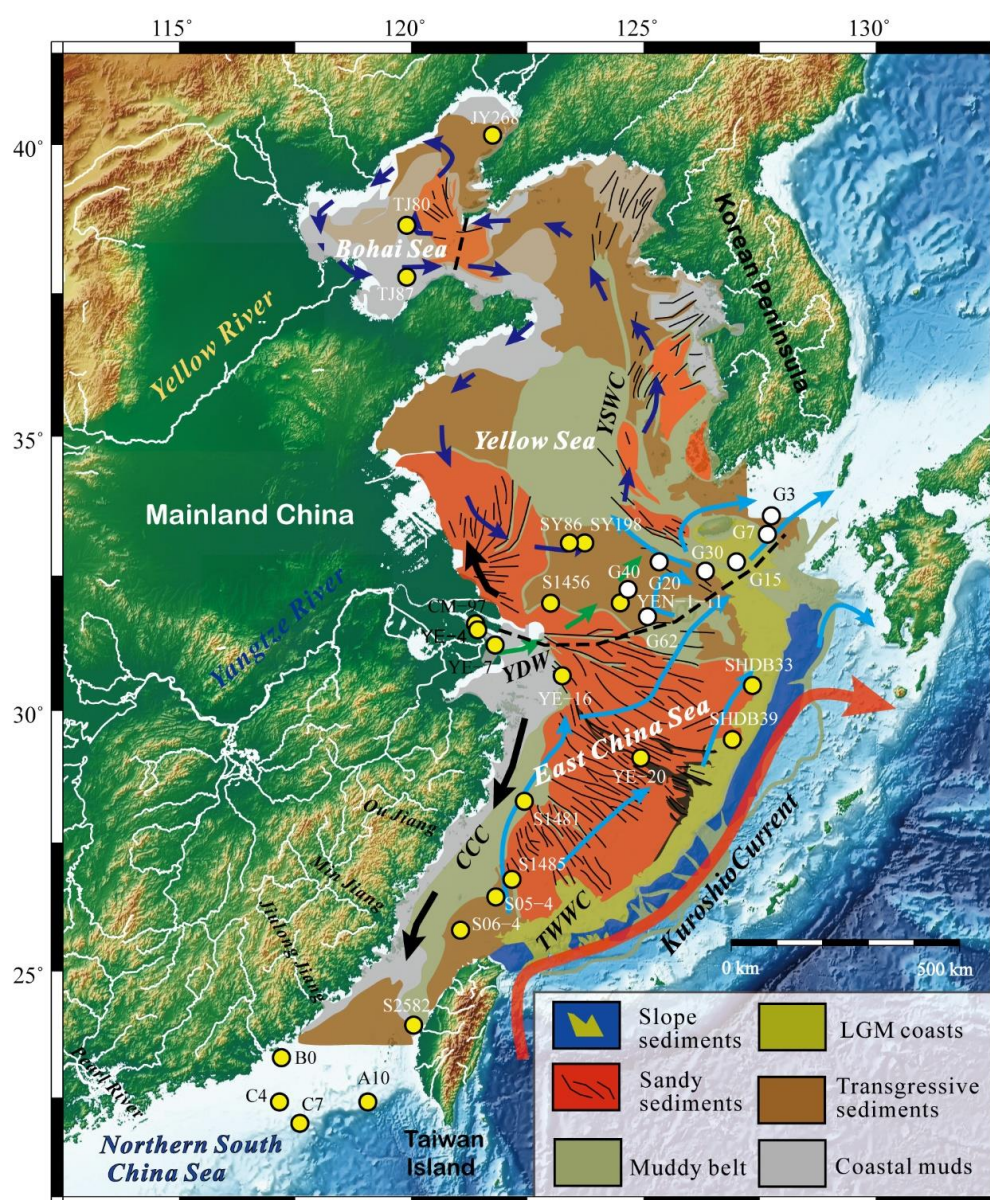 115° 120° 125° 130°
40°
35°
30°
25°
JY268
TJ80
Bohai Sea
TJ87
Korean Peninsula
Yellow River
YSWC
Yellow Sea
Mainland China
G3
SY86 SY198
G7
G30
G40
G20
G15
S1456
YEN-1-11
CM-97
G62
YE-4
Yangtze River
YE-7
YDW
SHDB33
YE-16
SHDB39
East China Sea
YE-20
Ou Jiang
S1481
CCC
Min Jiang
S1485
Kuroshio Current
S05-4
Jiulong Jiang
TWWC
S06-4
0 km 500 km
S2582
Pearl River
B0
A10
C4
C7
Northern South
China Sea
Taiwan
Island
Slope
sediments
LGM coasts
Sandy
sediments
Transgressive
sediments
Muddy belt
Coastal muds